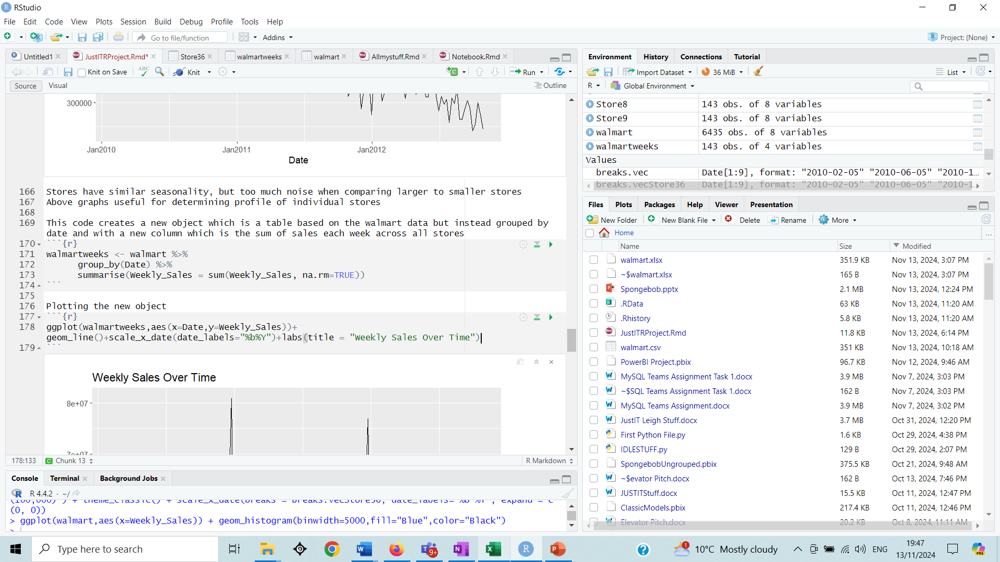 RStudio
File Edit Code View Plots Session Build Debug Profile Tools Help
Go to file/function Addins Project: (None)
Untitled1 JustITRProject.Rmd* Store36 walmartweeks walmart Allmystuff.Rmd Notebook.Rmd
Knit on Save ABC Knit Run
Source Visual Outline
300000
Jan2010 Jan2011 Jan2012
Date
166 Stores have similar seasonality, but too much noise when comparing larger to smaller stores
167 Above graphs useful for determining profile of individual stores
168
169 This code creates a new object which is a table based on the walmart data but instead grouped by
date and with a new column which is the sum of sales each week across all stores
170 ```{r}
171 walmartweeks <- walmart %>%
172 group_by(Date) %>%
173 summarise(Weekly_Sales = sum(Weekly_Sales, na.rm=TRUE))
174 ```
175
176 Plotting the new object
177 ```{r}
178 ggplot(walmartweeks,aes(x=Date,y=Weekly_Sales))+
geom_line()+scale_x_date(date_labels="%b%Y")+labs(title = "Weekly Sales Over Time")
179 ```
Weekly Sales Over Time
8e+07
7e+07
178:133 Chunk 13 R Markdown
Console Terminal Background Jobs
R 4.4.2 · ~/
(100,000) ) + theme_classic() + scale_x_date(breaks = breaks.vecStore36, date_labels="%b %Y", expand = c
(0, 0))
> ggplot(walmart,aes(x=Weekly_Sales)) + geom_histogram(binwidth=5000,fill="Blue",color="Black")
>
Environment History Connections Tutorial
Import Dataset 36 MiB List
R Global Environment
Store8 143 obs. of 8 variables
Store9 143 obs. of 8 variables
walmart 6435 obs. of 8 variables
walmartweeks 143 obs. of 4 variables
Values
breaks.vec Date[1:9], format: "2010-02-05" "2010-06-05" "2010-1…
breaks.vecStore36 Date[1:9], format: "2010-02-05" "2010-06-05" "2010-1…
Files Plots Packages Help Viewer Presentation
New Folder New Blank File Delete Rename More
Home ...
Name Size Modified
walmart.xlsx 351.9 KB Nov 13, 2024, 3:07 PM
~$walmart.xlsx 165 B Nov 13, 2024, 3:07 PM
Spongebob.pptx 2.1 MB Nov 13, 2024, 12:24 PM
.RData 63 KB Nov 13, 2024, 11:20 AM
.Rhistory 5.8 KB Nov 13, 2024, 11:20 AM
JustITRProject.Rmd 11.8 KB Nov 13, 2024, 6:14 PM
walmart.csv 351 KB Nov 13, 2024, 10:18 AM
PowerBI Project.pbix 96.7 KB Nov 12, 2024, 9:46 AM
MySQL Teams Assignment Task 1.docx 3.9 MB Nov 7, 2024, 3:03 PM
~$SQL Teams Assignment Task 1.docx 162 B Nov 7, 2024, 3:03 PM
MySQL Teams Assignment.docx 3.9 MB Nov 7, 2024, 3:02 PM
JustIT Leigh Stuff.docx 3.7 MB Oct 31, 2024, 12:20 PM
First Python File.py 1.6 KB Oct 29, 2024, 4:38 PM
IDLESTUFF.py 129 B Oct 29, 2024, 2:07 PM
SpongebobUngrouped.pbix 375.5 KB Oct 21, 2024, 9:48 AM
~$evator Pitch.docx 162 B Oct 13, 2024, 7:46 PM
JUSTITStuff.docx 15.5 KB Oct 11, 2024, 12:47 PM
ClassicModels.pbix 217.4 KB Oct 11, 2024, 12:46 PM
Elevator Pitch.docx 20.2 KB Oct 8, 2024, 11:11 AM
Type here to search 9+ 1 10°C Mostly cloudy ENG 19:47
13/11/2024
PRE